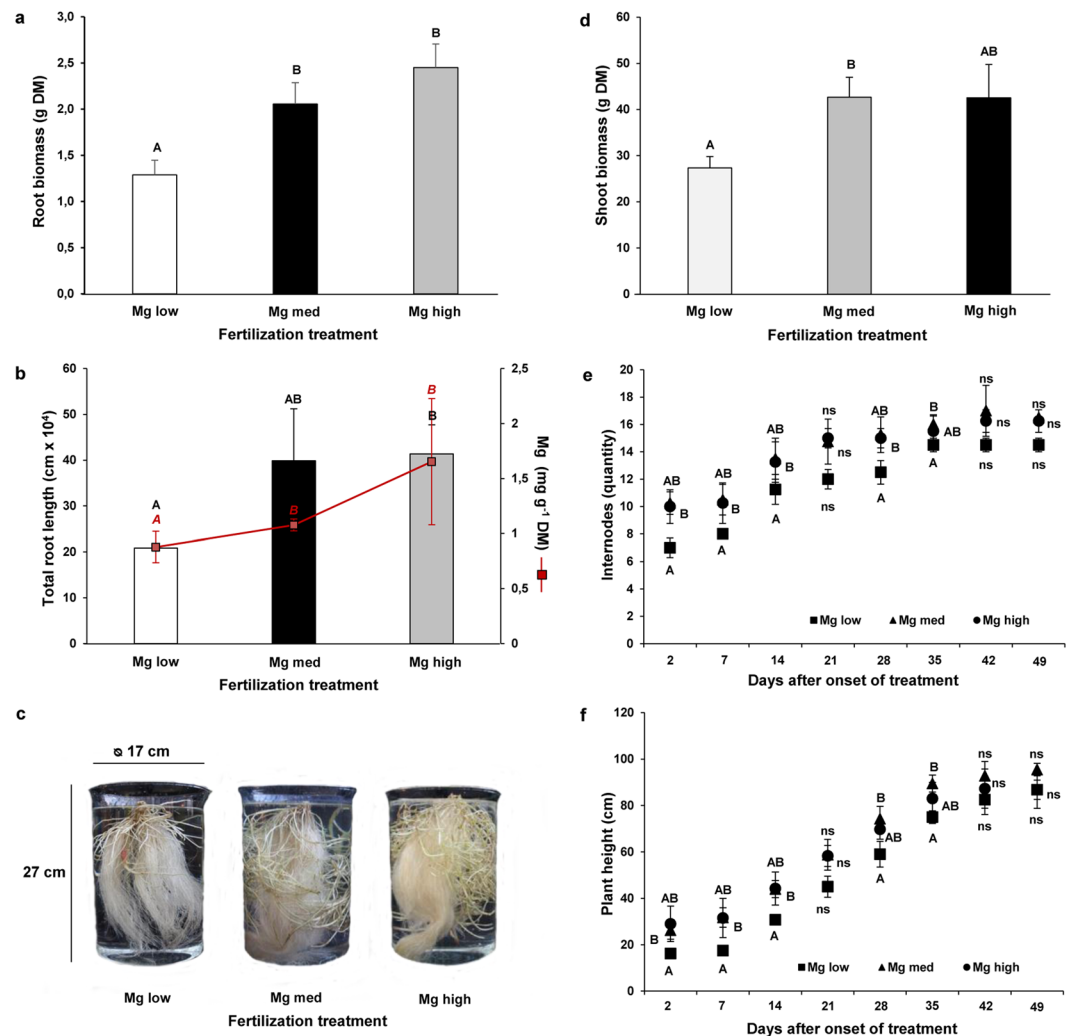 a
3,0
2,5
2,0
1,5
1,0
0,5
0,0
Root biomass (g DM)
A
B
B
Mg low Mg med Mg high
Fertilization treatment
d
60
50
40
30
20
10
0
Shoot biomass (g DM)
A
B
AB
Mg low Mg med Mg high
Fertilization treatment
b
60
50
40
30
20
10
0
Total root length (cm x 10⁴)
A
A
AB
B
B
B
2,5
2
1,5
1
0,5
0
Mg (mg g⁻¹ DM)
Mg low Mg med Mg high
Fertilization treatment
e
20
18
16
14
12
10
8
6
4
2
0
Internodes (quantity)
AB AB AB ns AB B ns ns
B B B ns B AB ns ns
A A A ns A A ns ns
Mg low Mg med Mg high
2 7 14 21 28 35 42 49
Days after onset of treatment
c
⌀ 17 cm
27 cm
Mg low Mg med Mg high
Fertilization treatment
f
120
100
80
60
40
20
0
Plant height (cm)
AB AB AB ns B B ns ns
B B B ns AB AB ns ns
A A A ns A A ns ns
Mg low Mg med Mg high
2 7 14 21 28 35 42 49
Days after onset of treatment